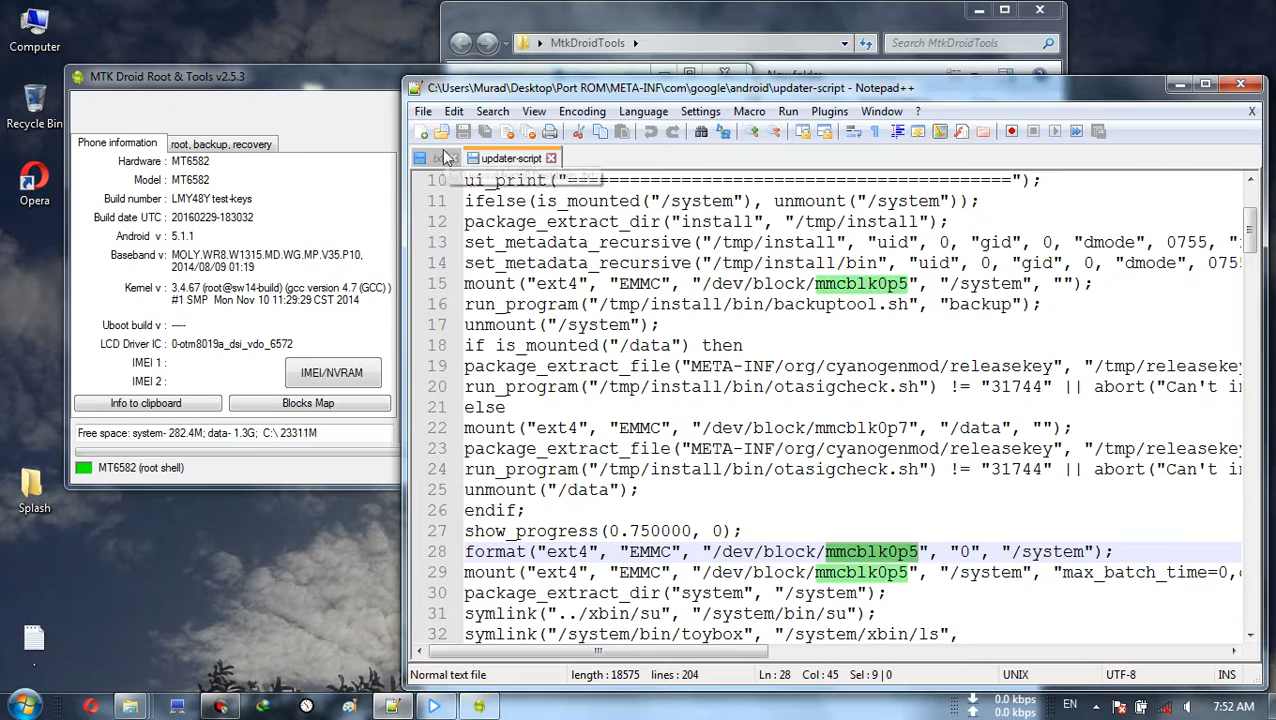 Computer
Recycle Bin
Opera
Splash
.
MtkDroidTools
Search MtkDroidTools
New folder
MTK Droid Root & Tools v2.5.3
Phone information
root, backup, recovery
Hardware : MT6582
Model : MT6582
Build number : LMY48Y test-keys
Build date UTC : 20160229-183032
Android v : 5.1.1
Baseband v : MOLY.WR8.W1315.MD.WG.MP.V35.P10,
2014/08/09 01:19
Kernel v : 3.4.67 (root@sw14-build) (gcc version 4.7 (GCC) )
#1 SMP Mon Nov 10 11:29:29 CST 2014
Uboot build v : -----
LCD Driver IC : 0-otm8019a_dsi_vdo_6572
IMEI 1 :
IMEI 2 :
IMEI/NVRAM
Info to clipboard
Blocks Map
Free space: system- 282.4M; data- 1.3G; C:\ 23311M
MT6582 (root shell)
C:\Users\Murad\Desktop\Port ROM\META-INF\com\google\android\updater-script - Notepad++
File Edit Search View Encoding Language Settings Macro Run Plugins Window ?
X
updater-script
10 ui_print("==========================================");
11 ifelse(is_mounted("/system"), unmount("/system"));
12 package_extract_dir("install", "/tmp/install");
13 set_metadata_recursive("/tmp/install", "uid", 0, "gid", 0, "dmode", 0755,
14 set_metadata_recursive("/tmp/install/bin", "uid", 0, "gid", 0, "dmode", 0755
15 mount("ext4", "EMMC", "/dev/block/mmcblk0p5", "/system", "");
16 run_program("/tmp/install/bin/backuptool.sh", "backup");
17 unmount("/system");
18 if is_mounted("/data") then
19 package_extract_file("META-INF/org/cyanogenmod/releasekey", "/tmp/releasekey
20 run_program("/tmp/install/bin/otasigcheck.sh") != "31744" || abort("Can't in
21 else
22 mount("ext4", "EMMC", "/dev/block/mmcblk0p7", "/data", "");
23 package_extract_file("META-INF/org/cyanogenmod/releasekey", "/tmp/releasekey
24 run_program("/tmp/install/bin/otasigcheck.sh") != "31744" || abort("Can't in
25 unmount("/data");
26 endif;
27 show_progress(0.750000, 0);
28 format("ext4", "EMMC", "/dev/block/mmcblk0p5", "0", "/system");
29 mount("ext4", "EMMC", "/dev/block/mmcblk0p5", "/system", "max_batch_time=0,
30 package_extract_dir("system", "/system");
31 symlink("../xbin/su", "/system/bin/su");
32 symlink("/system/bin/toybox", "/system/xbin/ls",
Normal text file
length : 18575 lines : 204
Ln : 28 Col : 45 Sel : 9 | 0
UNIX
UTF-8
INS
0.0 kbps
0.0 kbps
EN
7:52 AM